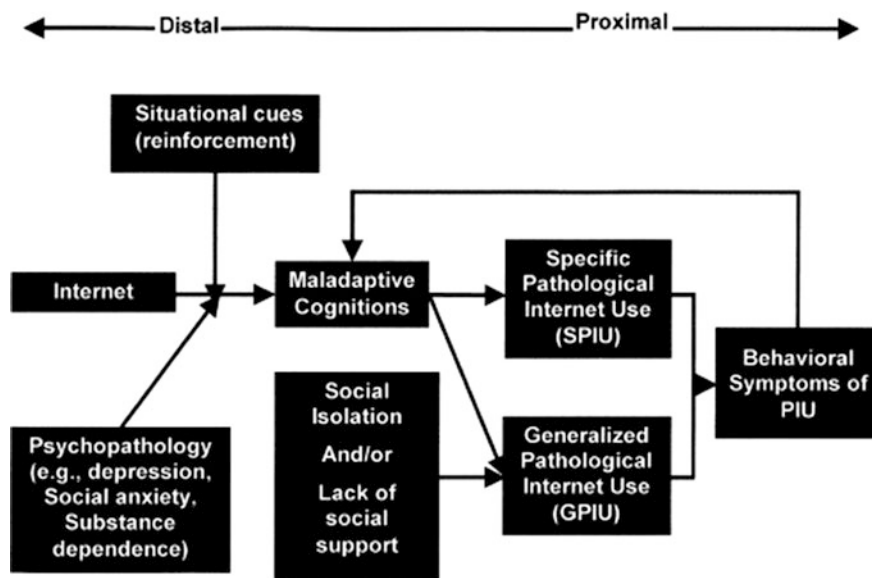 Distal
Proximal
Situational cues
(reinforcement)
Internet
Maladaptive
Cognitions
Specific
Pathological
Internet Use
(SPIU)
Behavioral
Symptoms of
PIU
Psychopathology
(e.g., depression,
Social anxiety,
Substance
dependence)
Social
Isolation
And/or
Lack of
social
support
Generalized
Pathological
Internet Use
(GPIU)